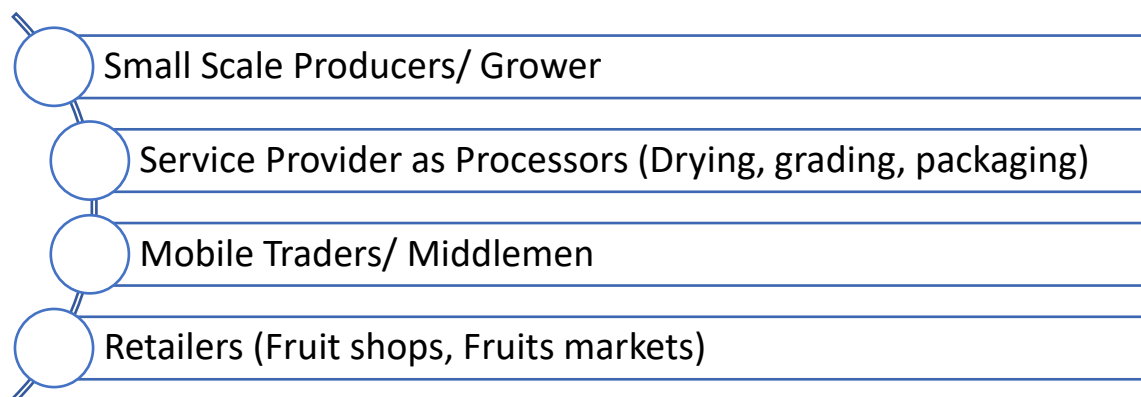 Small Scale Producers/ Grower
Service Provider as Processors (Drying, grading, packaging)
Mobile Traders/ Middlemen
Retailers (Fruit shops, Fruits markets)